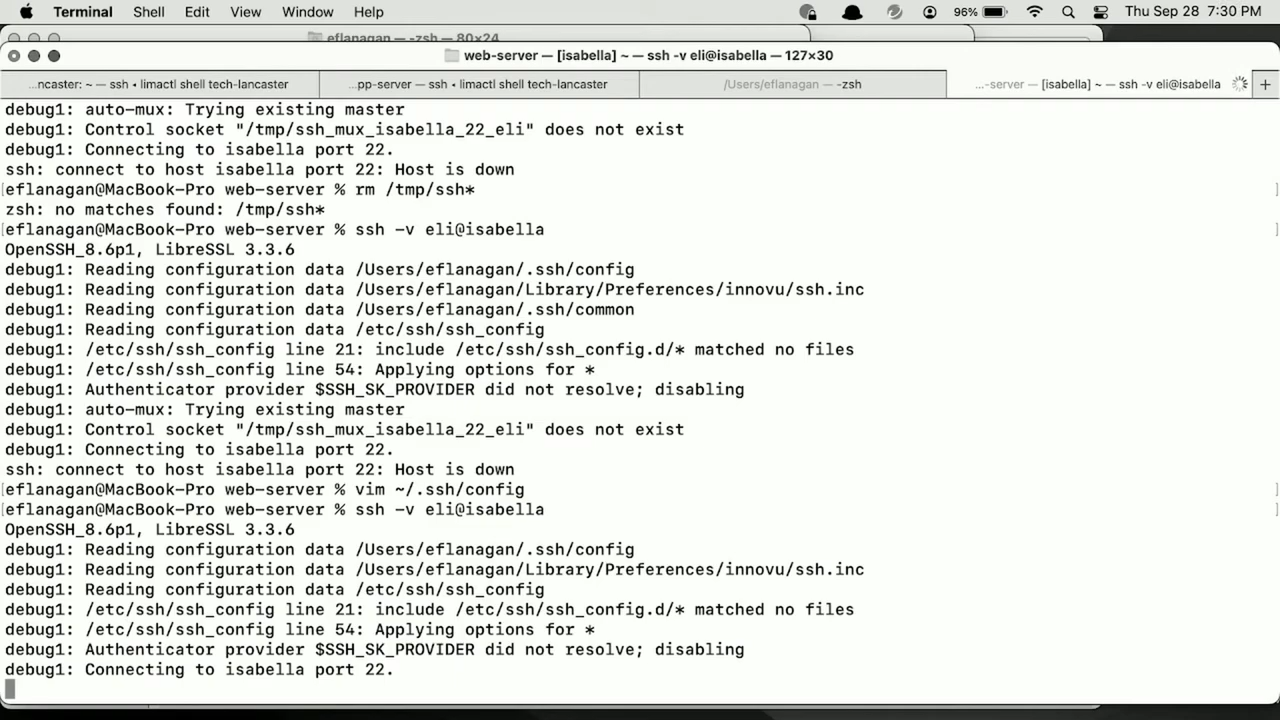 Terminal Shell Edit View Window Help 96% Thu Sep 28 7:30 PM
eflanagan — -zsh — 80x24
web-server — [isabella] ~ — ssh -v eli@isabella — 127×30
...ncaster: ~ — ssh • limactl shell tech-lancaster ...pp-server — ssh • limactl shell tech-lancaster /Users/eflanagan — -zsh ...-server — [isabella] ~ — ssh -v eli@isabella +
debug1: auto-mux: Trying existing master
debug1: Control socket "/tmp/ssh_mux_isabella_22_eli" does not exist
debug1: Connecting to isabella port 22.
ssh: connect to host isabella port 22: Host is down
[eflanagan@MacBook-Pro web-server % rm /tmp/ssh* ]
zsh: no matches found: /tmp/ssh*
[eflanagan@MacBook-Pro web-server % ssh -v eli@isabella ]
OpenSSH_8.6p1, LibreSSL 3.3.6
debug1: Reading configuration data /Users/eflanagan/.ssh/config
debug1: Reading configuration data /Users/eflanagan/Library/Preferences/innovu/ssh.inc
debug1: Reading configuration data /Users/eflanagan/.ssh/common
debug1: Reading configuration data /etc/ssh/ssh_config
debug1: /etc/ssh/ssh_config line 21: include /etc/ssh/ssh_config.d/* matched no files
debug1: /etc/ssh/ssh_config line 54: Applying options for *
debug1: Authenticator provider $SSH_SK_PROVIDER did not resolve; disabling
debug1: auto-mux: Trying existing master
debug1: Control socket "/tmp/ssh_mux_isabella_22_eli" does not exist
debug1: Connecting to isabella port 22.
ssh: connect to host isabella port 22: Host is down
[eflanagan@MacBook-Pro web-server % vim ~/.ssh/config ]
[eflanagan@MacBook-Pro web-server % ssh -v eli@isabella ]
OpenSSH_8.6p1, LibreSSL 3.3.6
debug1: Reading configuration data /Users/eflanagan/.ssh/config
debug1: Reading configuration data /Users/eflanagan/Library/Preferences/innovu/ssh.inc
debug1: Reading configuration data /etc/ssh/ssh_config
debug1: /etc/ssh/ssh_config line 21: include /etc/ssh/ssh_config.d/* matched no files
debug1: /etc/ssh/ssh_config line 54: Applying options for *
debug1: Authenticator provider $SSH_SK_PROVIDER did not resolve; disabling
debug1: Connecting to isabella port 22.